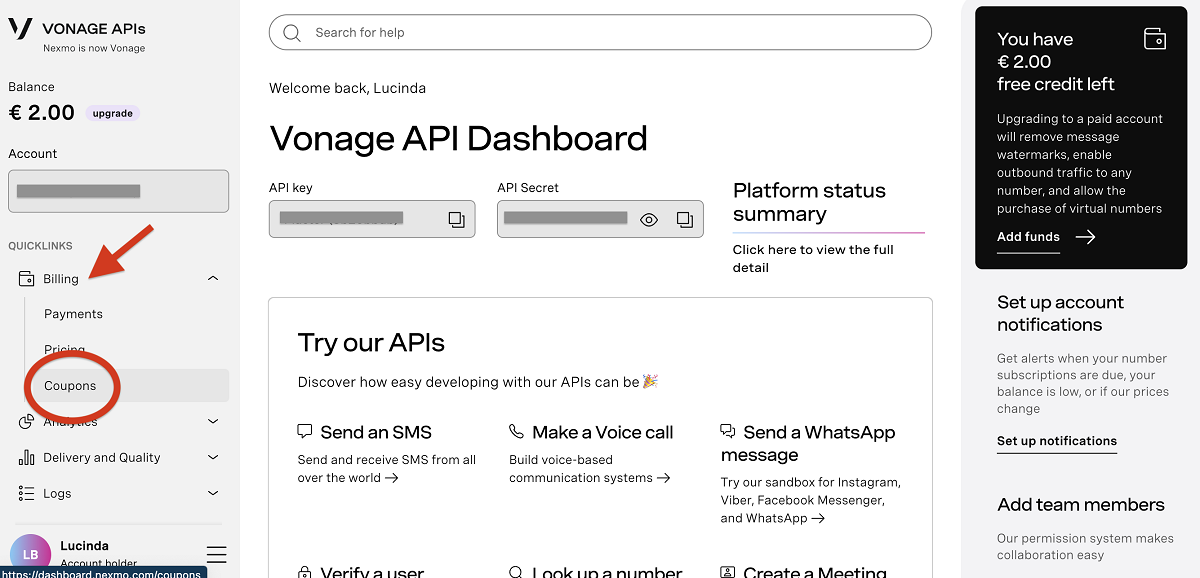 VONAGE APIs
Nexmo is now Vonage
Balance
€ 2.00 upgrade
Account
QUICKLINKS
Billing
Payments
Pricing
Coupons
Analytics
Delivery and Quality
Logs
LB
Lucinda
Account holder
https://dashboard.nexmo.com/coupons
Search for help
Welcome back, Lucinda
Vonage API Dashboard
API key
API Secret
Platform status
summary
Click here to view the full
detail
Try our APIs
Discover how easy developing with our APIs can be 🎉
Send an SMS
Send and receive SMS from all
over the world →
Make a Voice call
Build voice-based
communication systems →
Send a WhatsApp
message
Try our sandbox for Instagram,
Viber, Facebook Messenger,
and WhatsApp →
Verify a user
Look up a number
Create a Meeting
You have
€ 2.00
free credit left
Upgrading to a paid account
will remove message
watermarks, enable
outbound traffic to any
number, and allow the
purchase of virtual numbers
Add funds →
Set up account
notifications
Get alerts when your number
subscriptions are due, your
balance is low, or if our prices
change
Set up notifications
Add team members
Our permission system makes
collaboration easy